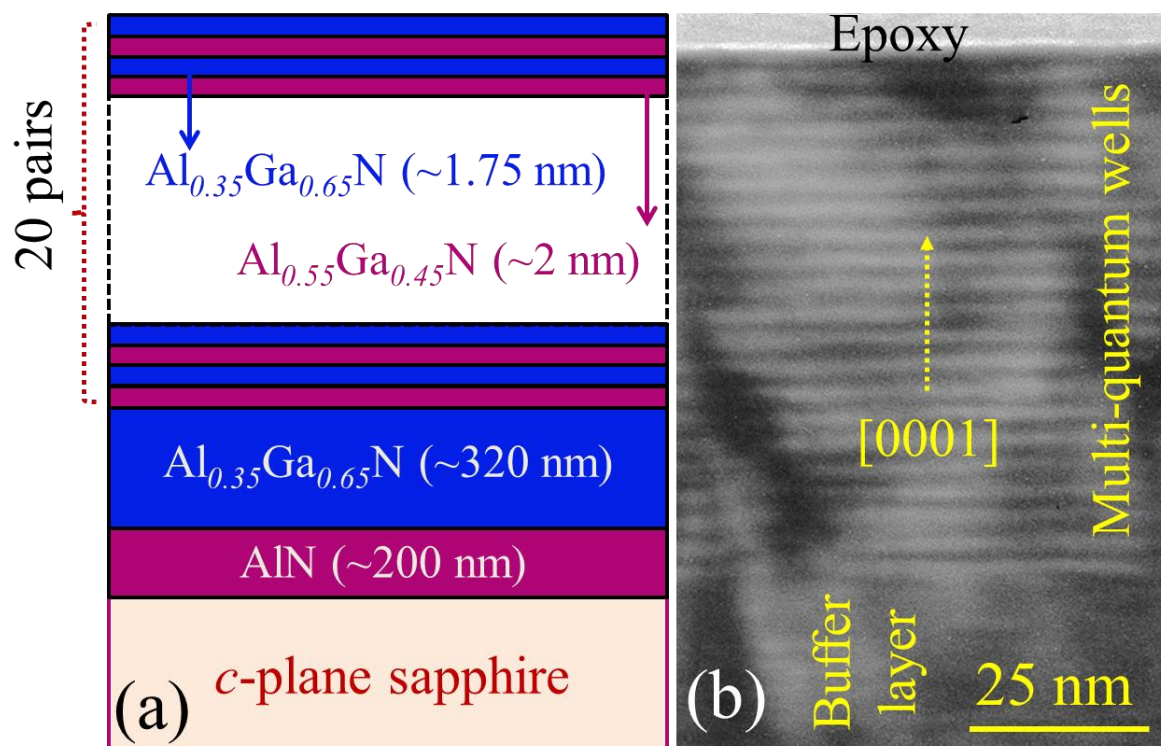 20 pairs
Al0.35Ga0.65N (~1.75 nm)
Al0.55Ga0.45N (~2 nm)
Al0.35Ga0.65N (~320 nm)
AlN (~200 nm)
c-plane sapphire
(a)
Epoxy
Multi-quantum wells
[0001]
Buffer
layer
25 nm
(b)